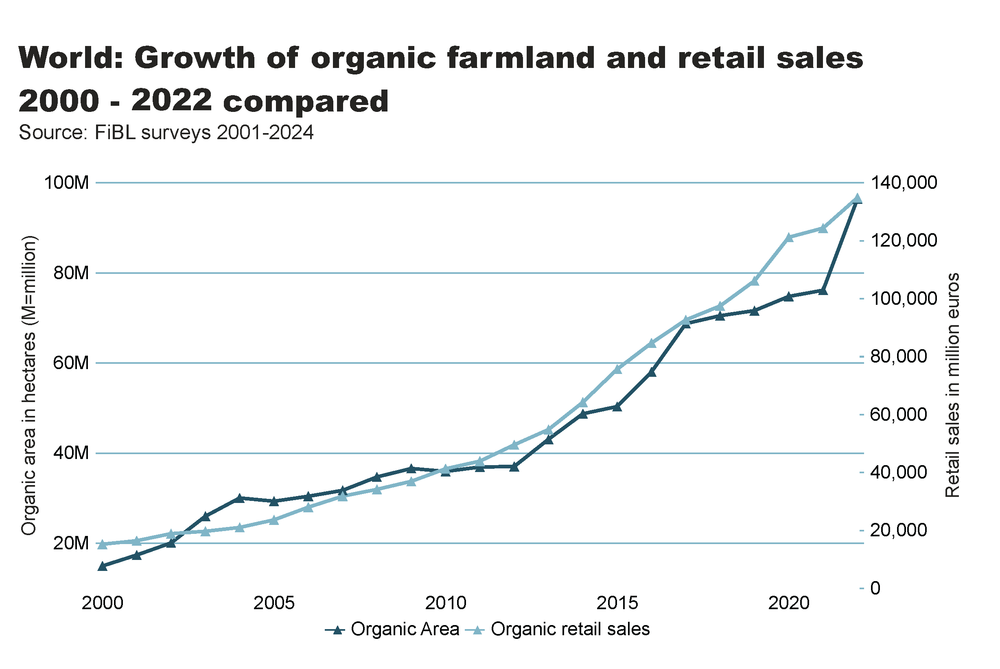 World: Growth of organic farmland and retail sales
2000 - 2022 compared
Source: FiBL surveys 2001-2024
Organic area in hectares (M=million)
100M
80M
60M
40M
20M
140,000
120,000
100,000
80,000
60,000
40,000
20,000
0
Retail sales in million euros
2000 2005 2010 2015 2020
Organic Area Organic retail sales